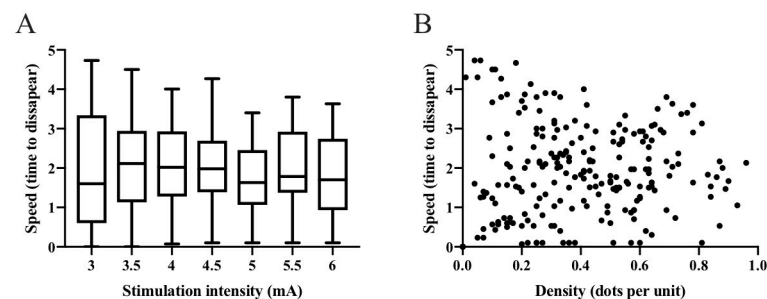 A
B
Speed (time to dissapear)
5
4
3
2
1
0
3 3.5 4 4.5 5 5.5 6
Stimulation intensity (mA)
Speed (time to dissapear)
5
4
3
2
1
0
0.0 0.2 0.4 0.6 0.8 1.0
Density (dots per unit)